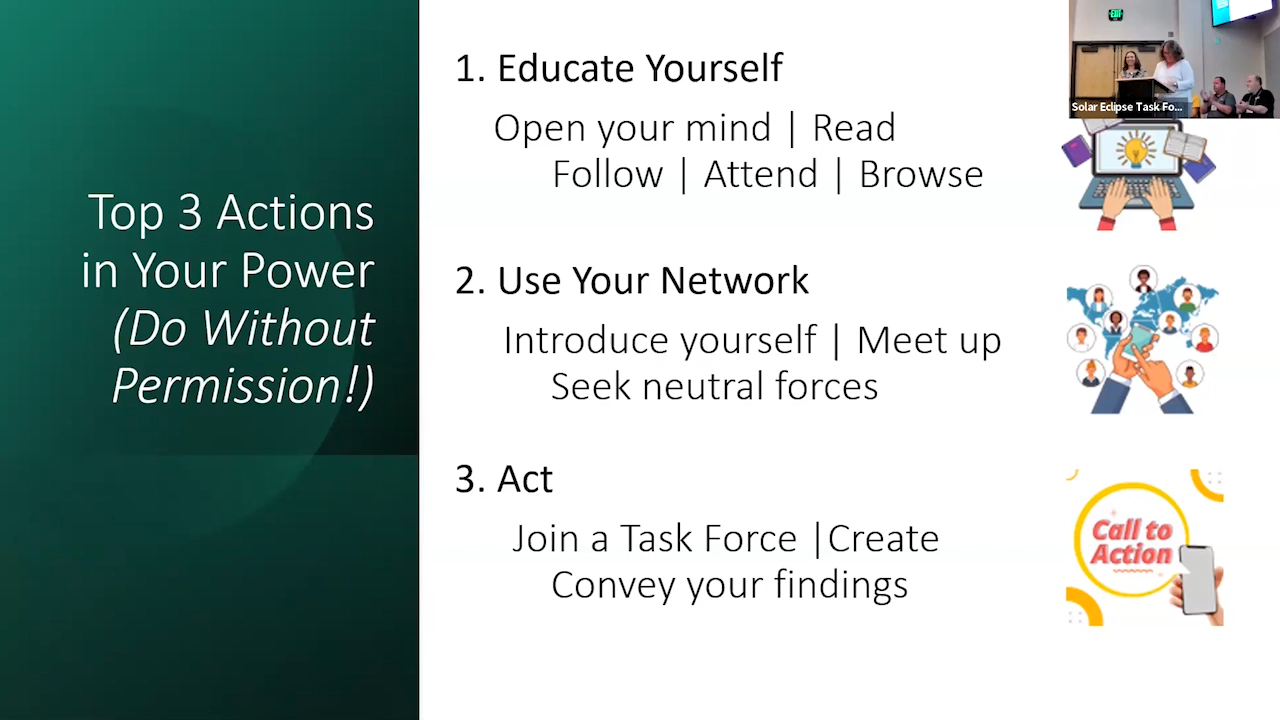 Top 3 Actions
in Your Power
(Do Without
Permission!)
1. Educate Yourself
Open your mind | Read
Follow | Attend | Browse
2. Use Your Network
Introduce yourself | Meet up
Seek neutral forces
3. Act
Join a Task Force |Create
Convey your findings
EXIT
Solar Eclipse Task Fo...
Call to
Action